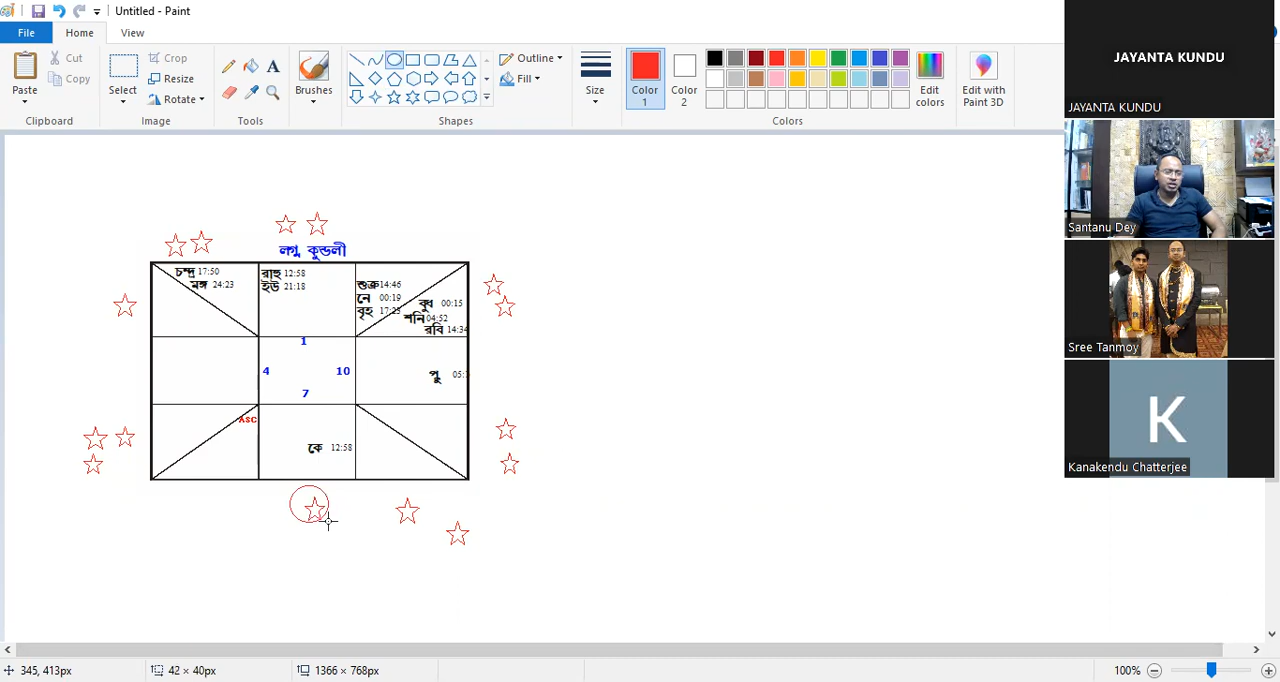 Untitled - Paint
File
Home
View
Paste
Cut
Copy
Clipboard
Select
Crop
Resize
Rotate
Image
A
Tools
Brushes
Shapes
Outline
Fill
Size
Color 1
Color 2
Edit colors
Edit with Paint 3D
Colors
JAYANTA KUNDU
JAYANTA KUNDU
Santanu Dey
Sree Tanmoy
K
Kanakendu Chatterjee
লগ্ন কুন্ডলী
চন্দ্র 17:50
মঙ্গ 24:23
রাহু 12:58
ইউ 21:18
শুক্র 14:46
নে 00:19
বৃহ 17:23
বুধ 00:15
শনি 04:52
রবি 14:34
1
4
10
7
পু 05:
ASC
কে 12:58
345, 413px
42 × 40px
1366 × 768px
100%